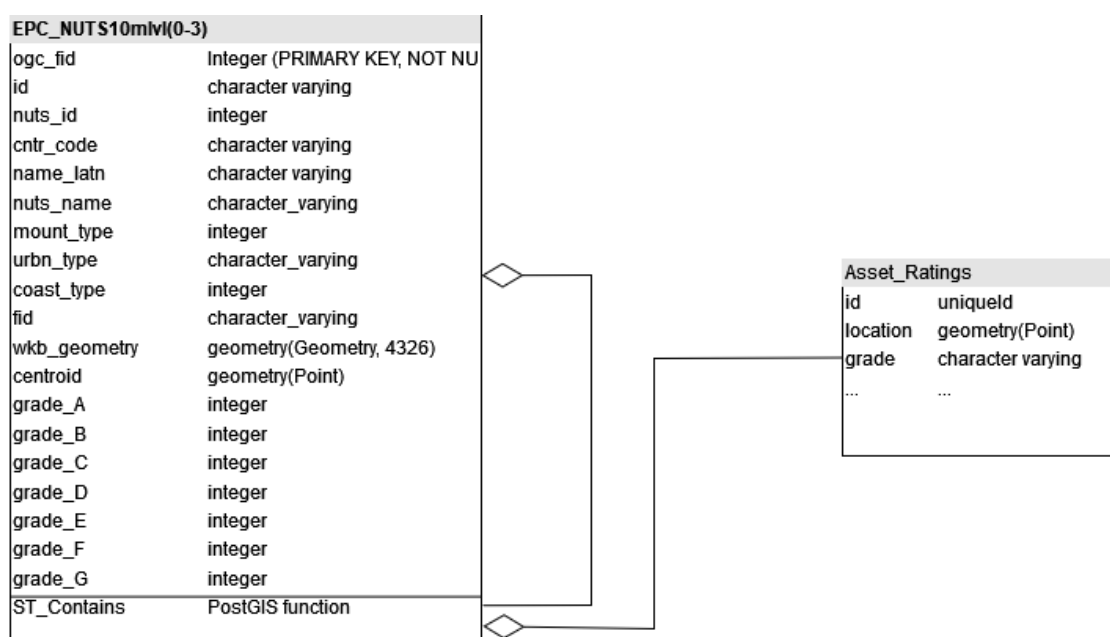 EPC_NUTS10mlvl(0-3)
ogc_fid Integer (PRIMARY KEY, NOT NU
id character varying
nuts_id integer
cntr_code character varying
name_latn character varying
nuts_name character_varying
mount_type integer
urbn_type character_varying
coast_type integer
fid character_varying
wkb_geometry geometry(Geometry, 4326)
centroid geometry(Point)
grade_A integer
grade_B integer
grade_C integer
grade_D integer
grade_E integer
grade_F integer
grade_G integer
ST_Contains PostGIS function
Asset_Ratings
id uniqueId
location geometry(Point)
grade character varying
... ...